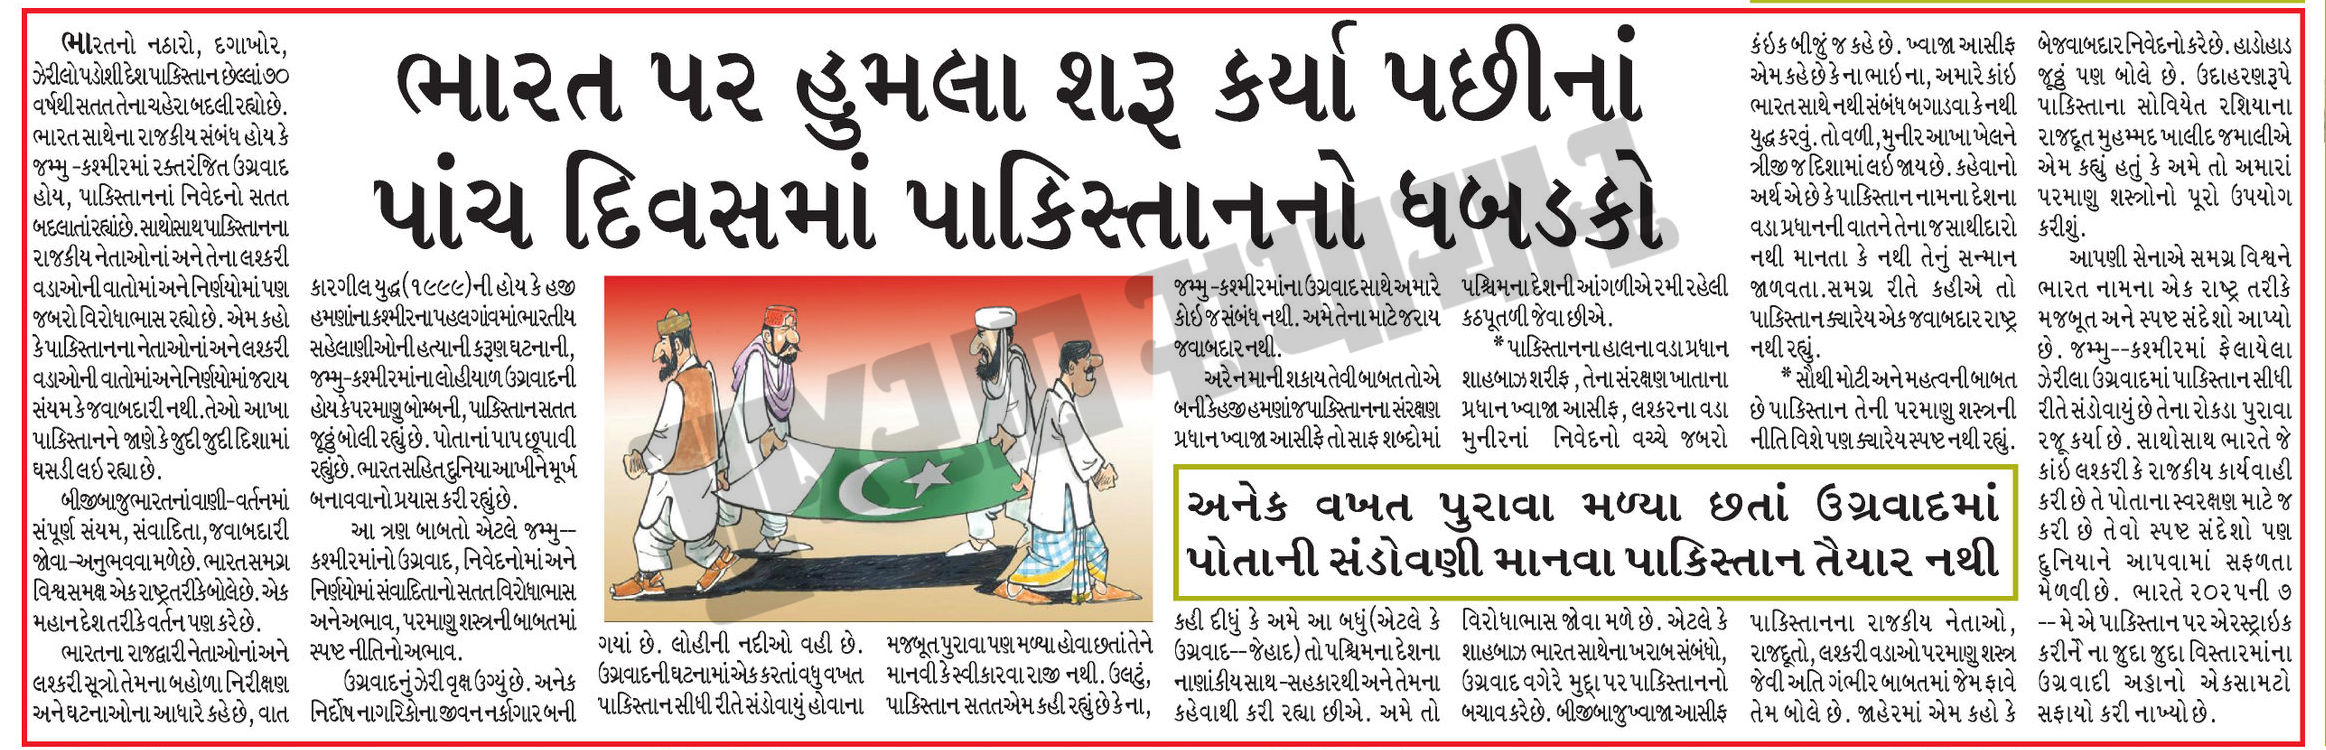 ભારત પર હુમલા શરૂ કર્યા પછીનાં
પાંચ દિવસમાં પાકિસ્તાનનો ધબડકો
ભારતનો નઠારો, દગાખોર,
ઝેરીલો પડોશી દેશ પાકિસ્તાન છેલ્લાં ૭૦
વર્ષથી સતત તેના ચહેરા બદલી રહ્યો છે.
ભારત સાથેના રાજકીય સંબંધ હોય કે
જમ્મુ -કશ્મીરમાં રક્તરંજિત ઉગ્રવાદ
હોય, પાકિસ્તાનનાં નિવેદનો સતત
બદલાતાં રહ્યાં છે. સાથોસાથ પાકિસ્તાનના
રાજકીય નેતાઓનાં અને તેના લશ્કરી
વડાઓની વાતોમાં અને નિર્ણયોમાં પણ
જબરો વિરોધાભાસ રહ્યો છે. એમ કહો
કે પાકિસ્તાનના નેતાઓનાં અને લશ્કરી
વડાઓની વાતોમાં અને નિર્ણયોમાં જરાય
સંયમ કે જવાબદારી નથી. તેઓ આખા
પાકિસ્તાનને જાણે કે જુદી જુદી દિશામાં
ઘસડી લઇ રહ્યા છે.
બીજીબાજુ ભારતનાં વાણી-વર્તનમાં
સંપૂર્ણ સંયમ, સંવાદિતા, જવાબદારી
જોવા -અનુભવવા મળે છે. ભારત સમગ્ર
વિશ્વ સમક્ષ એક રાષ્ટ્ર તરીકે બોલે છે. એક
મહાન દેશ તરીકે વર્તન પણ કરે છે.
ભારતના રાજદ્વારી નેતાઓનાં અને
લશ્કરી સૂત્રો તેમના બહોળા નિરીક્ષણ
અને ઘટનાઓના આધારે કહે છે, વાત
કારગીલ યુદ્ધ(૧૯૯૯)ની હોય કે હજી
હમણાંના કશ્મીરના પહલગાંવમાં ભારતીય
સહેલાણીઓની હત્યાની કરૂણ ઘટનાની,
જમ્મુ-કશ્મીરમાંના લોહીયાળ ઉગ્રવાદની
હોય કે પરમાણુ બોમ્બની, પાકિસ્તાન સતત
જૂઠ્ઠું બોલી રહ્યું છે. પોતાનાં પાપ છૂપાવી
રહ્યું છે. ભારત સહિત દુનિયા આખીને મૂર્ખ
બનાવવાનો પ્રયાસ કરી રહ્યું છે.
આ ત્રણ બાબતો એટલે જમ્મુ--
કશ્મીરમાંનો ઉગ્રવાદ, નિવેદનોમાં અને
નિર્ણયોમાં સંવાદિતાનો સતત વિરોધાભાસ
અને અભાવ, પરમાણુ શસ્ત્રની બાબતમાં
સ્પષ્ટ નીતિનો અભાવ.
ઉગ્રવાદનું ઝેરી વૃક્ષ ઉગ્યું છે. અનેક
નિર્દોષ નાગરિકોના જીવન નર્કાગાર બની
ગયાં છે. લોહીની નદીઓ વહી છે.
ઉગ્રવાદની ઘટનામાં એક કરતાં વધુ વખત
પાકિસ્તાન સીધી રીતે સંડોવાયું હોવાના
મજબૂત પુરાવા પણ મળ્યા હોવા છતાં તેને
માનવી કે સ્વીકારવા રાજી નથી. ઉલટું,
પાકિસ્તાન સતત એમ કહી રહ્યું છે કે ના,
જમ્મુ -કશ્મીરમાંના ઉગ્રવાદ સાથે અમારે
કોઇ જ સંબંધ નથી. અમે તેના માટે જરાય
જવાબદાર નથી.
અરે ન માની શકાય તેવી બાબત તો એ
બની કે હજી હમણાં જ પાકિસ્તાનના સંરક્ષણ
પ્રધાન ખ્વાજા આસીફે તો સાફ શબ્દોમાં
અનેક વખત પુરાવા મળ્યા છતાં ઉગ્રવાદમાં
પોતાની સંડોવણી માનવા પાકિસ્તાન તૈયાર નથી
કહી દીધું કે અમે આ બધું(એટલે કે
ઉગ્રવાદ-- જેહાદ) તો પશ્ચિમના દેશના
નાણાંકીય સાથ -સહકારથી અને તેમના
કહેવાથી કરી રહ્યા છીએ. અમે તો
પશ્ચિમના દેશની આંગળીએ રમી રહેલી
કઠપૂતળી જેવા છીએ.
* પાકિસ્તાનના હાલના વડા પ્રધાન
શાહબાઝ શરીફ , તેના સંરક્ષણ ખાતાના
પ્રધાન ખ્વાજા આસીફ, લશ્કરના વડા
મુનીરનાં નિવેદનો વચ્ચે જબરો
વિરોધાભાસ જોવા મળે છે. એટલે કે
શાહબાઝ ભારત સાથેના ખરાબ સંબંધો,
ઉગ્રવાદ વગેરે મુદ્દા પર પાકિસ્તાનનો
બચાવ કરે છે. બીજીબાજુ ખ્વાજા આસીફ
કંઇક બીજું જ કહે છે. ખ્વાજા આસીફ
એમ કહે છે કે ના ભાઇ ના, અમારે કાંઇ
ભારત સાથે નથી સંબંધ બગાડવા કે નથી
યુદ્ધ કરવું. તો વળી, મુનીર આખા ખેલને
ત્રીજી જ દિશામાં લઇ જાય છે. કહેવાનો
અર્થ એ છે કે પાકિસ્તાન નામના દેશના
વડા પ્રધાનની વાતને તેના જ સાથીદારો
નથી માનતા કે નથી તેનું સન્માન
જાળવતા.સમગ્ર રીતે કહીએ તો
પાકિસ્તાન ક્યારેય એક જવાબદાર રાષ્ટ્ર
નથી રહ્યું.
* સૌથી મોટી અને મહત્વની બાબત
છે પાકિસ્તાન તેની પરમાણુ શસ્ત્રની
નીતિ વિશે પણ ક્યારેય સ્પષ્ટ નથી રહ્યું.
પાકિસ્તાનના રાજકીય નેતાઓ,
રાજદૂતો, લશ્કરી વડાઓ પરમાણુ શસ્ત્ર
જેવી અતિ ગંભીર બાબતમાં જેમ ફાવે
તેમ બોલે છે. જાહેરમાં એમ કહો કે
બેજવાબદાર નિવેદનો કરે છે. હાડોહાડ
જૂઠ્ઠું પણ બોલે છે. ઉદાહરણરૂપે
પાકિસ્તાના સોવિયેત રશિયાના
રાજદૂત મુહમ્મદ ખાલીદ જમાલીએ
એમ કહ્યું હતું કે અમે તો અમારાં
પરમાણુ શસ્ત્રોનો પૂરો ઉપયોગ
કરીશું.
આપણી સેનાએ સમગ્ર વિશ્વને
ભારત નામના એક રાષ્ટ્ર તરીકે
મજબૂત અને સ્પષ્ટ સંદેશો આપ્યો
છે. જમ્મુ--કશ્મીરમાં ફેલાયેલા
ઝેરીલા ઉગ્રવાદમાં પાકિસ્તાન સીધી
રીતે સંડોવાયું છે તેના રોકડા પુરાવા
રજૂ કર્યા છે. સાથોસાથ ભારતે જે
કાંઇ લશ્કરી કે રાજકીય કાર્યવાહી
કરી છે તે પોતાના સ્વરક્ષણ માટે જ
કરી છે તેવો સ્પષ્ટ સંદેશો પણ
દુનિયાને આપવામાં સફળતા
મેળવી છે. ભારતે ૨૦૨૫ની ૭
-- મે એ પાકિસ્તાન પર એરસ્ટ્રાઇક
કરીને ના જુદા જુદા વિસ્તારમાંના
ઉગ્રવાદી અડ્ડાનો એકસામટો
સફાયો કરી નાખ્યો છે.